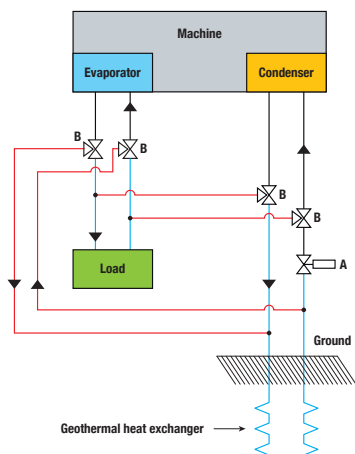 Machine
Evaporator
Condenser
B
B
B
B
A
Load
Ground
Geothermal heat exchanger